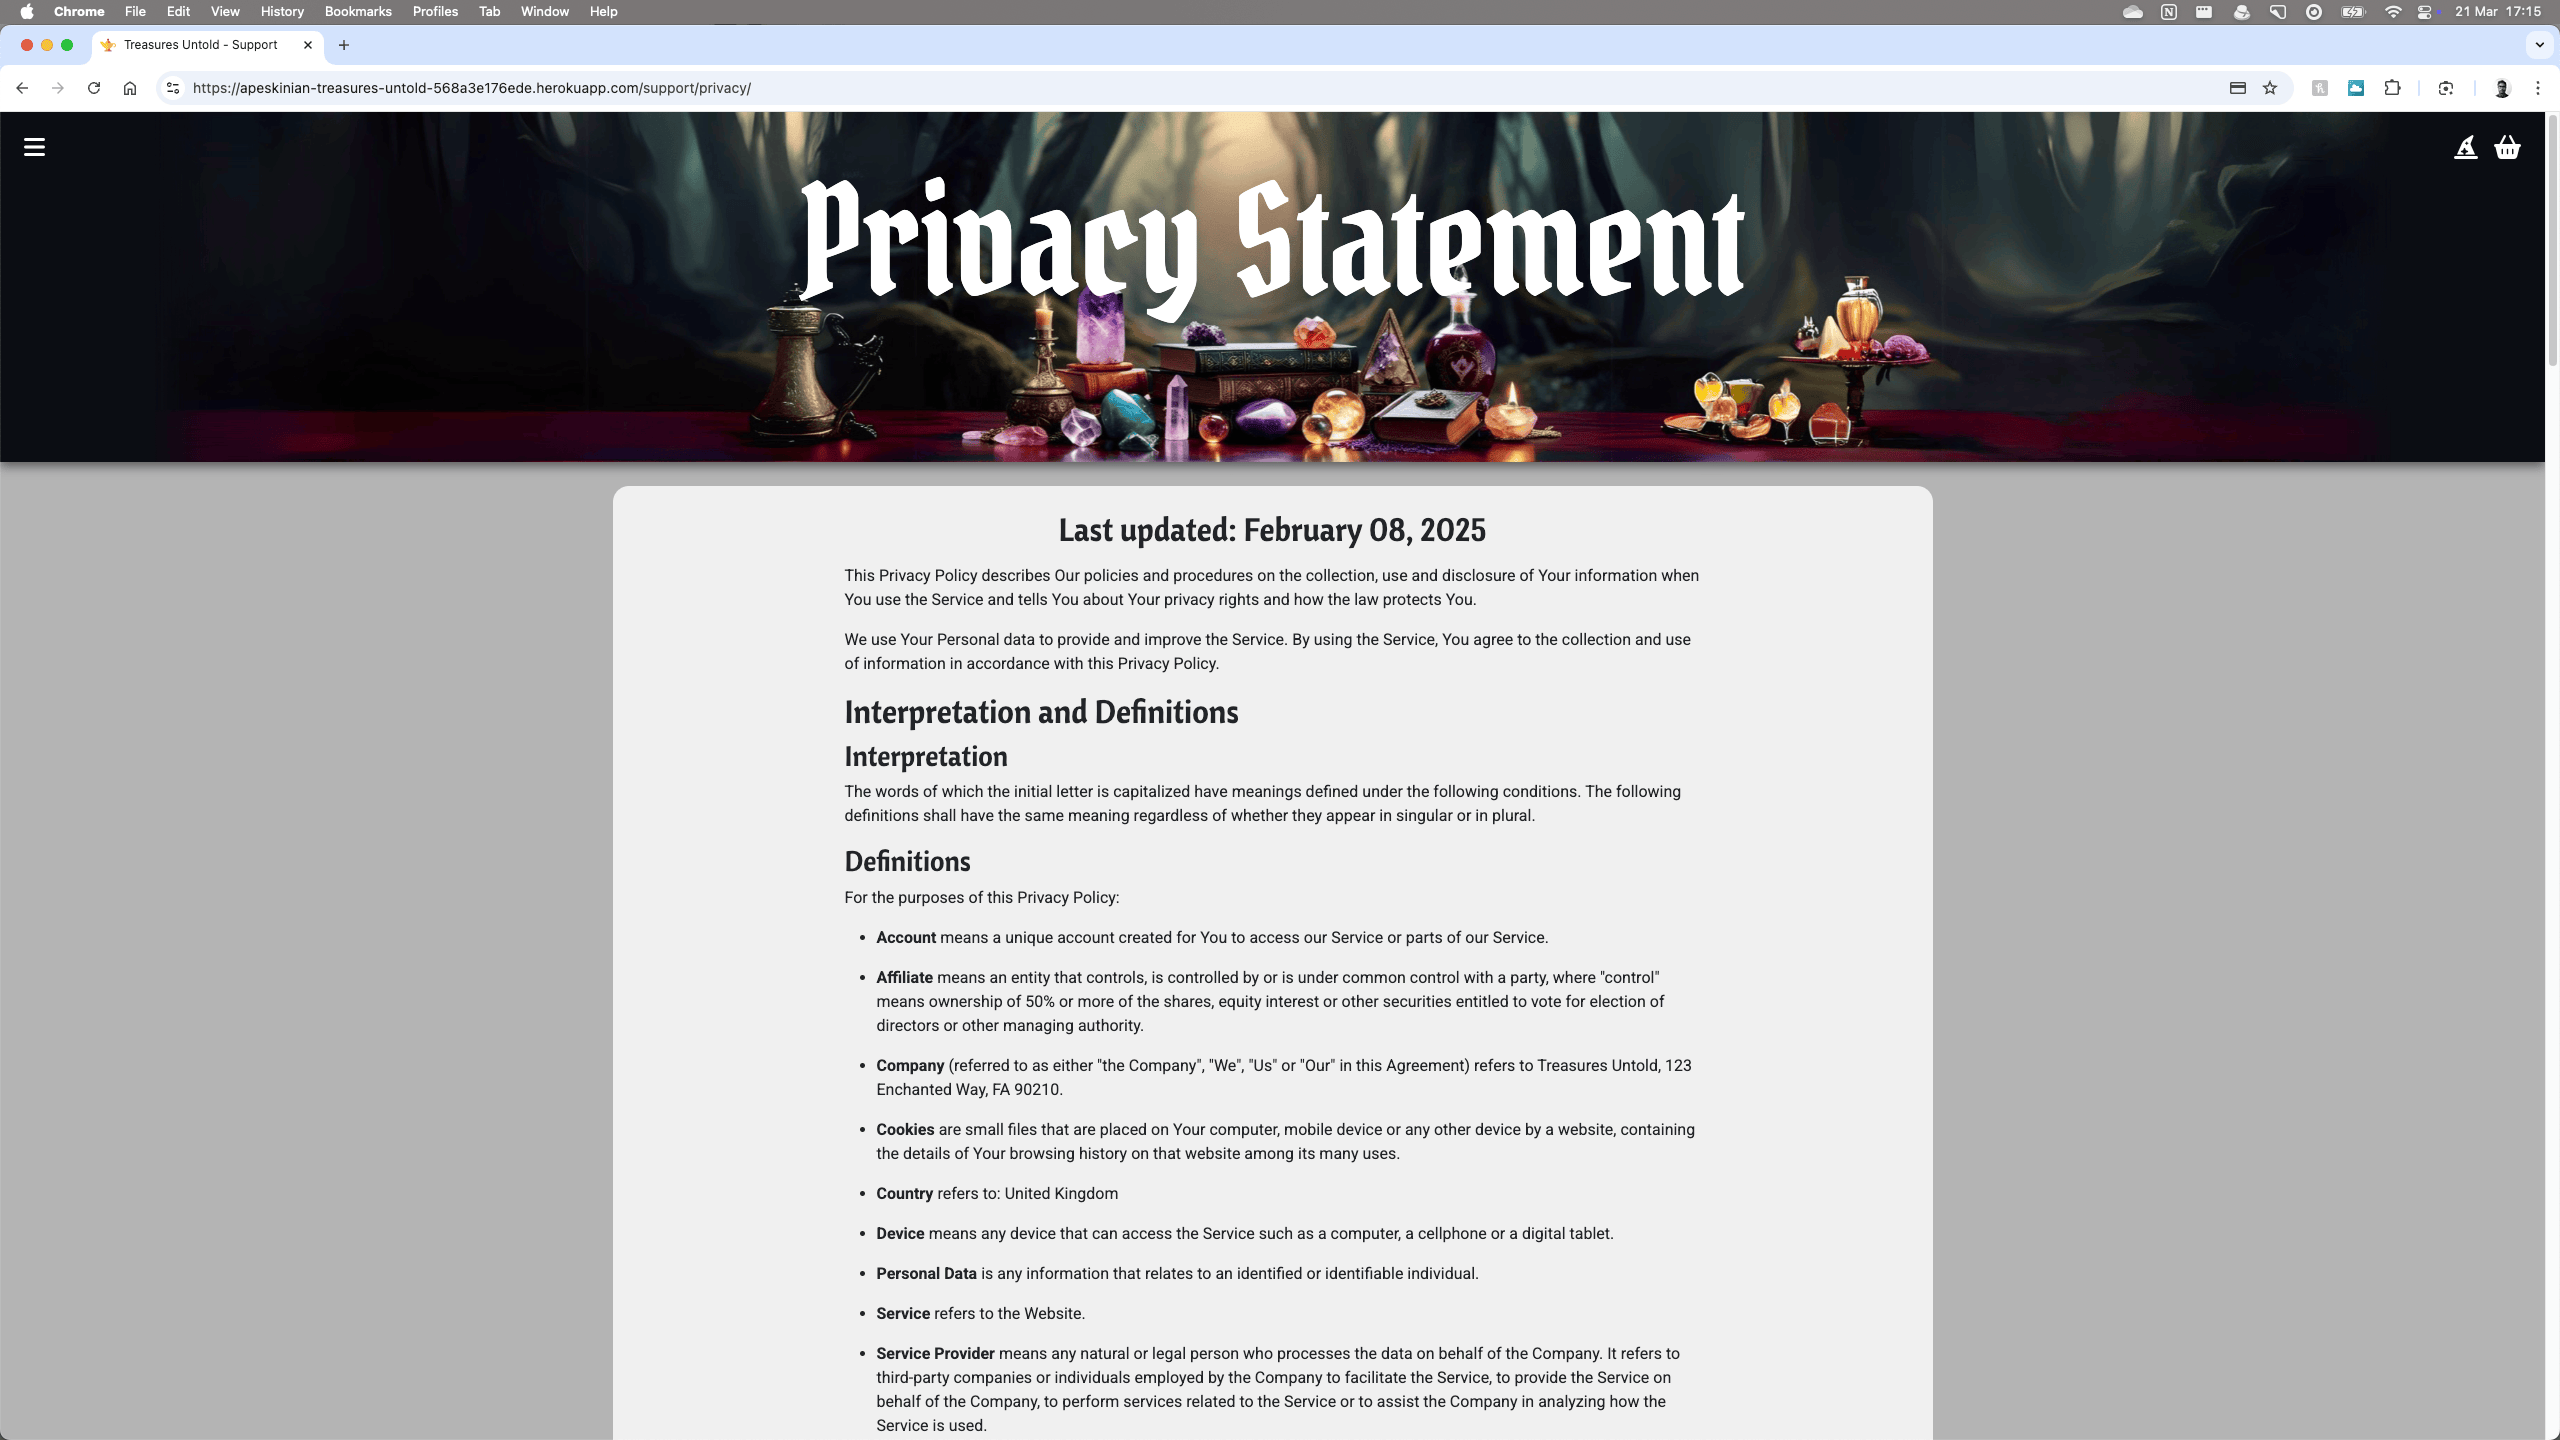 Chrome File Edit View History Bookmarks Profiles Tab Window Help 21 Mar 17:15
Treasures Untold - Support
https://apeskinian-treasures-untold-568a3e176ede.herokuapp.com/support/privacy/
Privacy Statement
Last updated: February 08, 2025
This Privacy Policy describes Our policies and procedures on the collection, use and disclosure of Your information when
You use the Service and tells You about Your privacy rights and how the law protects You.
We use Your Personal data to provide and improve the Service. By using the Service, You agree to the collection and use
of information in accordance with this Privacy Policy.
Interpretation and Definitions
Interpretation
The words of which the initial letter is capitalized have meanings defined under the following conditions. The following
definitions shall have the same meaning regardless of whether they appear in singular or in plural.
Definitions
For the purposes of this Privacy Policy:
• Account means a unique account created for You to access our Service or parts of our Service.
• Affiliate means an entity that controls, is controlled by or is under common control with a party, where "control"
means ownership of 50% or more of the shares, equity interest or other securities entitled to vote for election of
directors or other managing authority.
• Company (referred to as either "the Company", "We", "Us" or "Our" in this Agreement) refers to Treasures Untold, 123
Enchanted Way, FA 90210.
• Cookies are small files that are placed on Your computer, mobile device or any other device by a website, containing
the details of Your browsing history on that website among its many uses.
• Country refers to: United Kingdom
• Device means any device that can access the Service such as a computer, a cellphone or a digital tablet.
• Personal Data is any information that relates to an identified or identifiable individual.
• Service refers to the Website.
• Service Provider means any natural or legal person who processes the data on behalf of the Company. It refers to
third-party companies or individuals employed by the Company to facilitate the Service, to provide the Service on
behalf of the Company, to perform services related to the Service or to assist the Company in analyzing how the
Service is used.